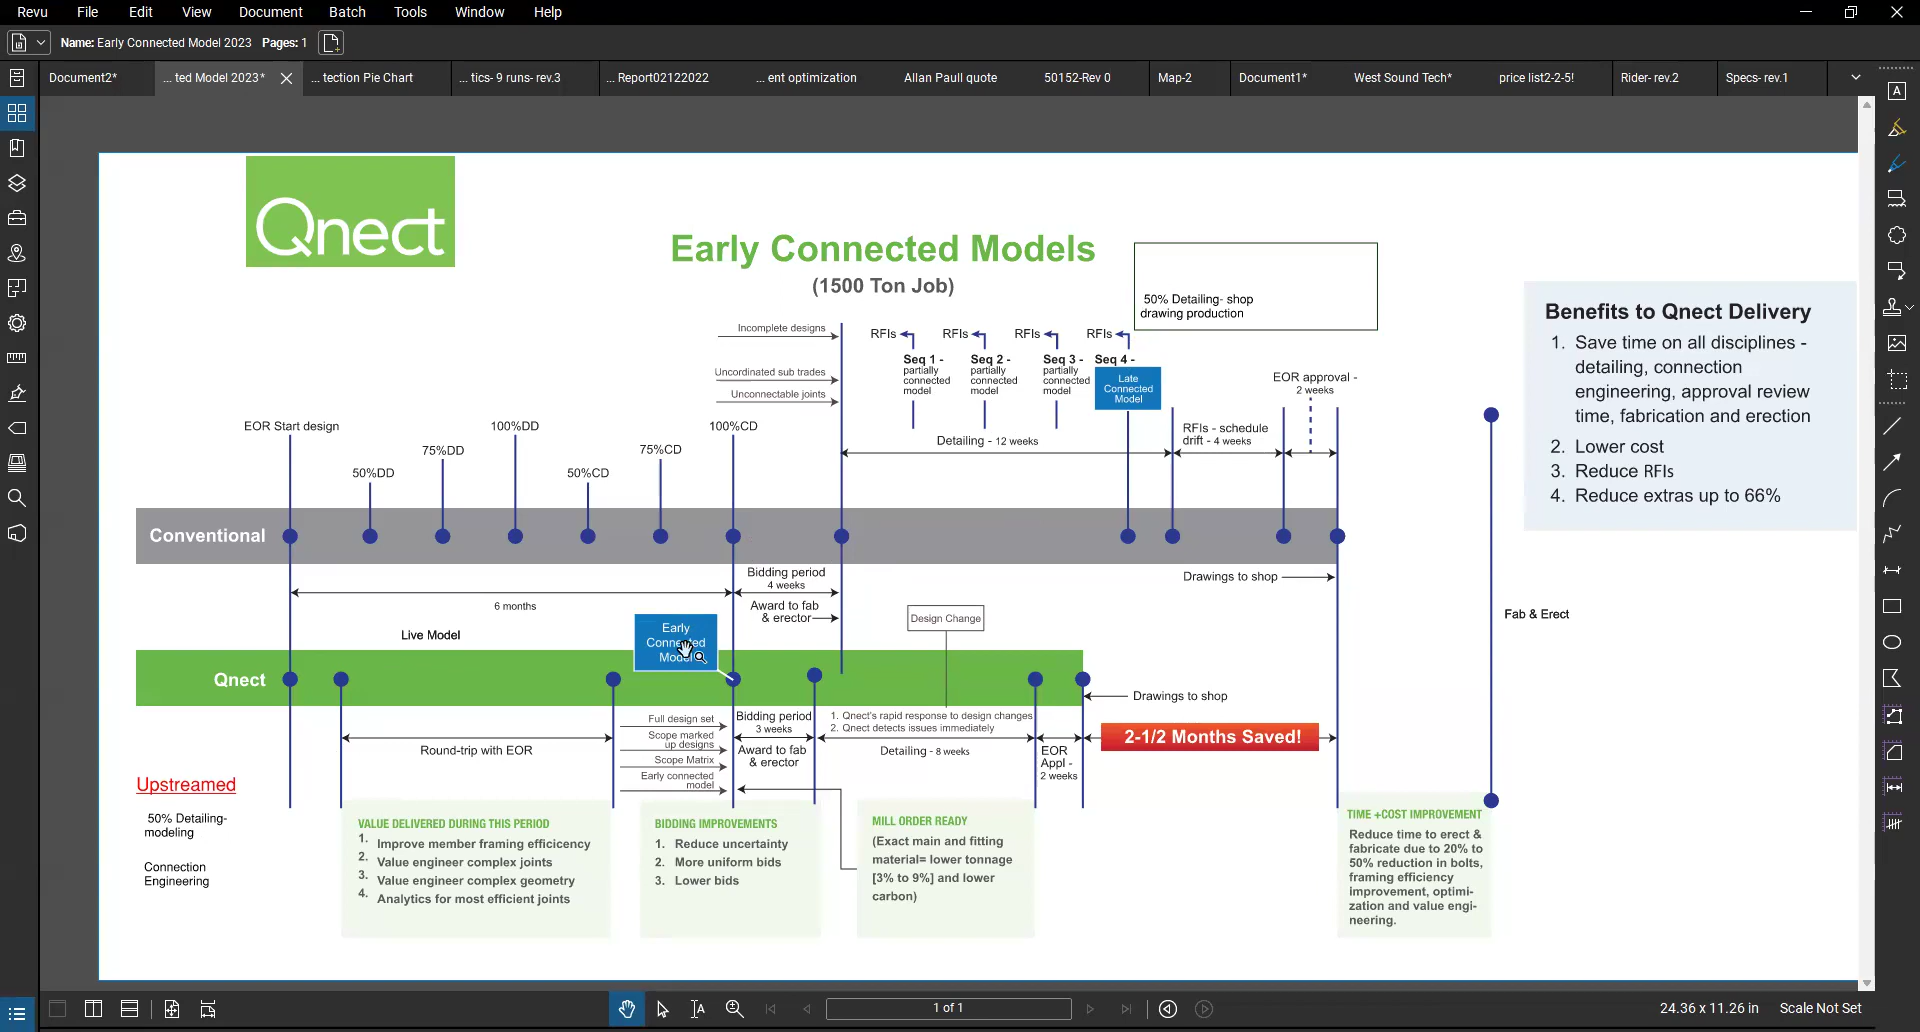 Revu File Edit View Document Batch Tools Window Help
Name: Early Connected Model 2023 Pages: 1
Document2* ... ted Model 2023* ... tection Pie Chart ... tics- 9 runs- rev.3 ... Report02122022 ... ent optimization Allan Paull quote 50152-Rev 0 Map-2 Document1* West Sound Tech* price list2-2-5! Rider- rev.2 Specs- rev.1
Qnect
Early Connected Models
(1500 Ton Job)
50% Detailing- shop
drawing production
Benefits to Qnect Delivery
1. Save time on all disciplines -
detailing, connection
engineering, approval review
time, fabrication and erection
2. Lower cost
3. Reduce RFIs
4. Reduce extras up to 66%
Incomplete designs
Uncordinated sub trades
Unconnectable joints
RFIs RFIs RFIs RFIs
Seq 1 -
partially
connected
model
Seq 2 -
partially
connected
model
Seq 3 -
partially
connected
model
Seq 4 -
Late
Connected
Model
EOR approval -
2 weeks
Detailing - 12 weeks
RFIs - schedule
drift - 4 weeks
EOR Start design
50%DD
75%DD
100%DD
50%CD
75%CD
100%CD
Conventional
Bidding period
4 weeks
Award to fab
& erector
Drawings to shop
6 months
Live Model
Early
Connected
Model
Design Change
Fab & Erect
Qnect
Drawings to shop
Round-trip with EOR
Full design set
Scope marked
up designs
Scope Matrix
Early connected
model
Bidding period
3 weeks
Award to fab
& erector
1. Qnect's rapid response to design changes
2. Qnect detects issues immediately
Detailing - 8 weeks
EOR
Appl -
2 weeks
2-1/2 Months Saved!
Upstreamed
50% Detailing-
modeling
Connection
Engineering
VALUE DELIVERED DURING THIS PERIOD
1. Improve member framing efficicency
2. Value engineer complex joints
3. Value engineer complex geometry
4. Analytics for most efficient joints
BIDDING IMPROVEMENTS
1. Reduce uncertainty
2. More uniform bids
3. Lower bids
MILL ORDER READY
(Exact main and fitting
material= lower tonnage
[3% to 9%] and lower
carbon)
TIME +COST IMPROVEMENT
Reduce time to erect &
fabricate due to 20% to
50% reduction in bolts,
framing efficiency
improvement, optimi-
zation and value engi-
neering.
1 of 1
24.36 x 11.26 in Scale Not Set